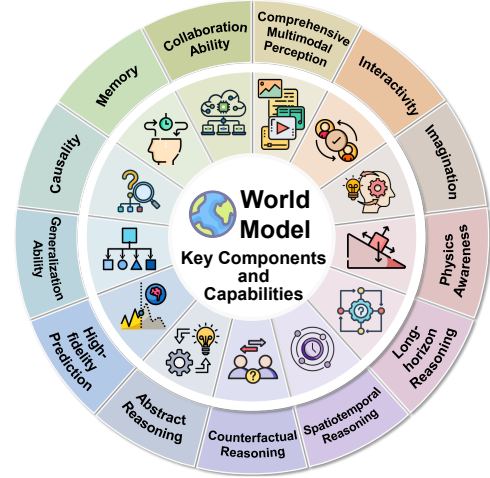 World
Model
Key Components
and
Capabilities
Comprehensive
Multimodal
Perception
Interactivity
Imagination
Physics
Awareness
Long-
horizon
Reasoning
Spatiotemporal
Reasoning
Counterfactual
Reasoning
Abstract
Reasoning
High-
fidelity
Prediction
Generalization
Ability
Causality
Memory
Collaboration
Ability